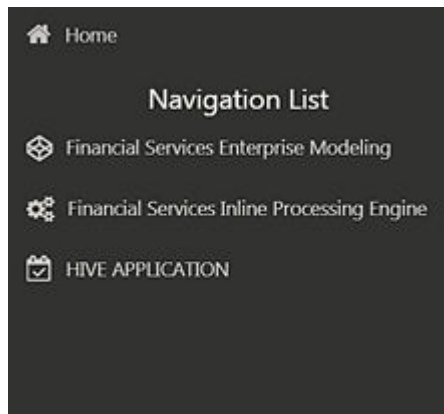 Home
Navigation List
Financial Services Enterprise Modeling
Financial Services Inline Processing Engine
HIVE APPLICATION